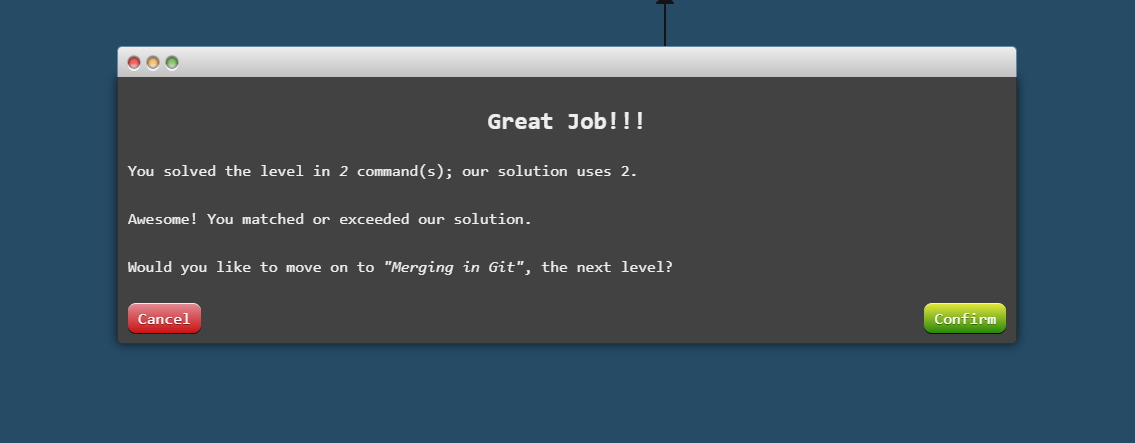 Great Job!!!
You solved the level in 2 command(s); our solution uses 2.
Awesome! You matched or exceeded our solution.
Would you like to move on to "Merging in Git", the next level?
Cancel
Confirm